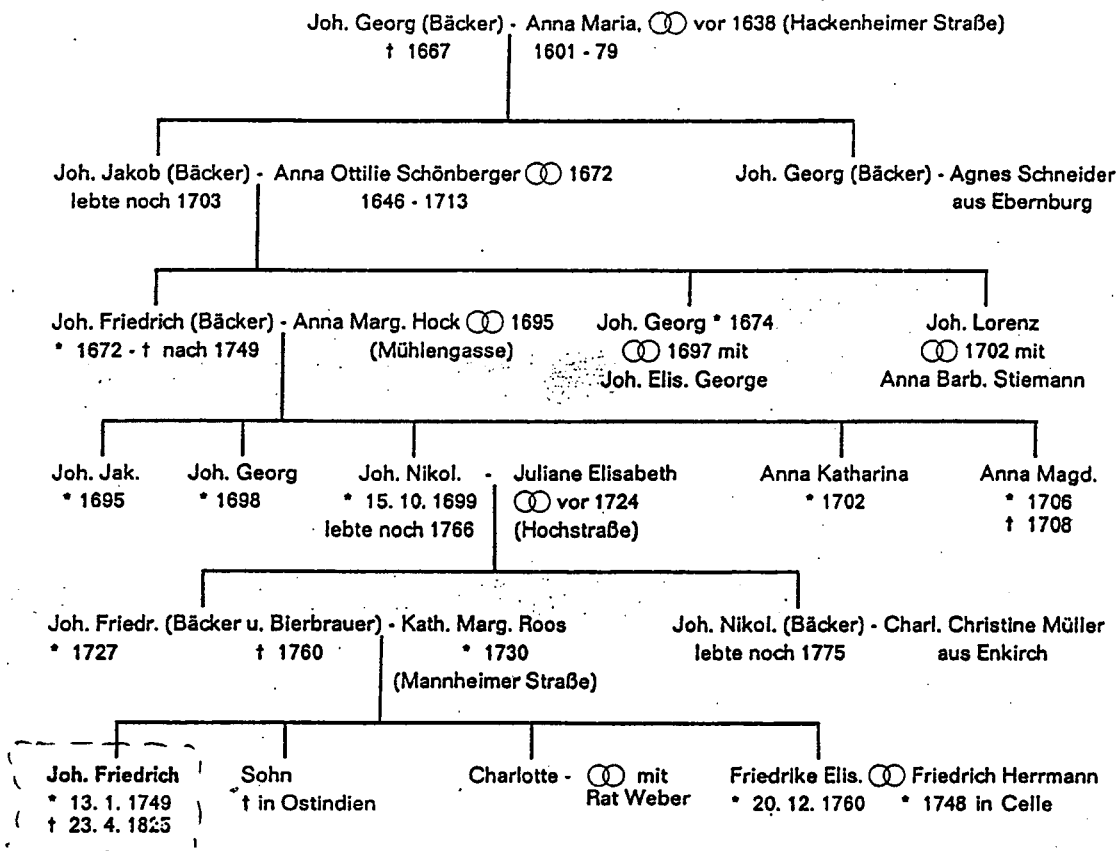 Joh. Georg (Bäcker) - Anna Maria, ⚭ vor 1638 (Hackenheimer Straße)
† 1667 1601 - 79
Joh. Jakob (Bäcker) - Anna Ottilie Schönberger ⚭ 1672 Joh. Georg (Bäcker) - Agnes Schneider
lebte noch 1703 1646 - 1713 aus Ebernburg
Joh. Friedrich (Bäcker) - Anna Marg. Hock ⚭ 1695 Joh. Georg * 1674 Joh. Lorenz
* 1672 - † nach 1749 (Mühlengasse) ⚭ 1697 mit ⚭ 1702 mit
Joh. Elis. George Anna Barb. Stiemann
Joh. Jak. Joh. Georg Joh. Nikol. - Juliane Elisabeth Anna Katharina Anna Magd.
* 1695 * 1698 * 15. 10. 1699 ⚭ vor 1724 * 1702 * 1706
lebte noch 1766 (Hochstraße) † 1708
Joh. Friedr. (Bäcker u. Bierbrauer) - Kath. Marg. Roos Joh. Nikol. (Bäcker) - Charl. Christine Müller
* 1727 † 1760 * 1730 lebte noch 1775 aus Enkirch
(Mannheimer Straße)
Joh. Friedrich Sohn Charlotte - ⚭ mit Friedrike Elis. ⚭ Friedrich Herrmann
* 13. 1. 1749 † in Ostindien Rat Weber * 20. 12. 1760 * 1748 in Celle
† 23. 4. 1825